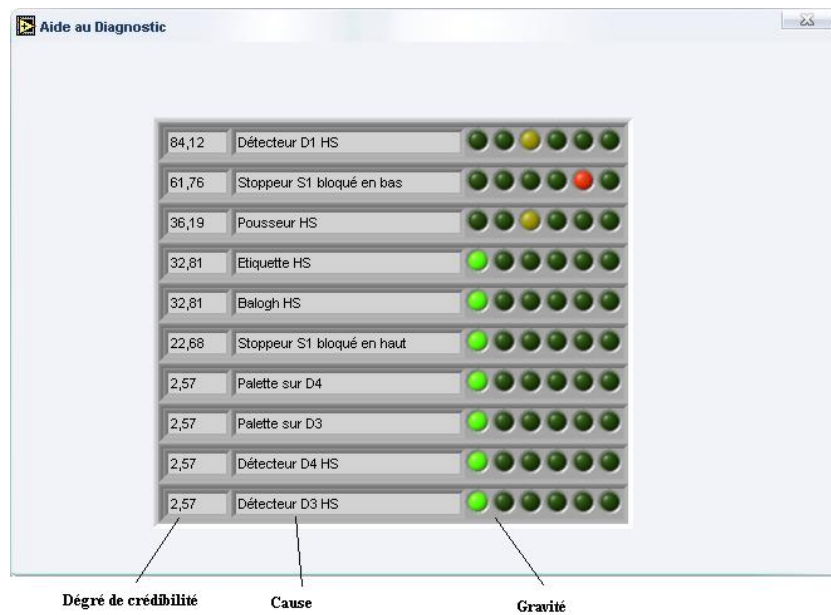 Aide au Diagnostic
84,12 Détecteur D1 HS
61,76 Stoppeur S1 bloqué en bas
36,19 Pousseur HS
32,81 Etiquette HS
32,81 Balogh HS
22,68 Stoppeur S1 bloqué en haut
2,57 Palette sur D4
2,57 Palette sur D3
2,57 Détecteur D4 HS
2,57 Détecteur D3 HS
Dégré de crédibilité Cause Gravité